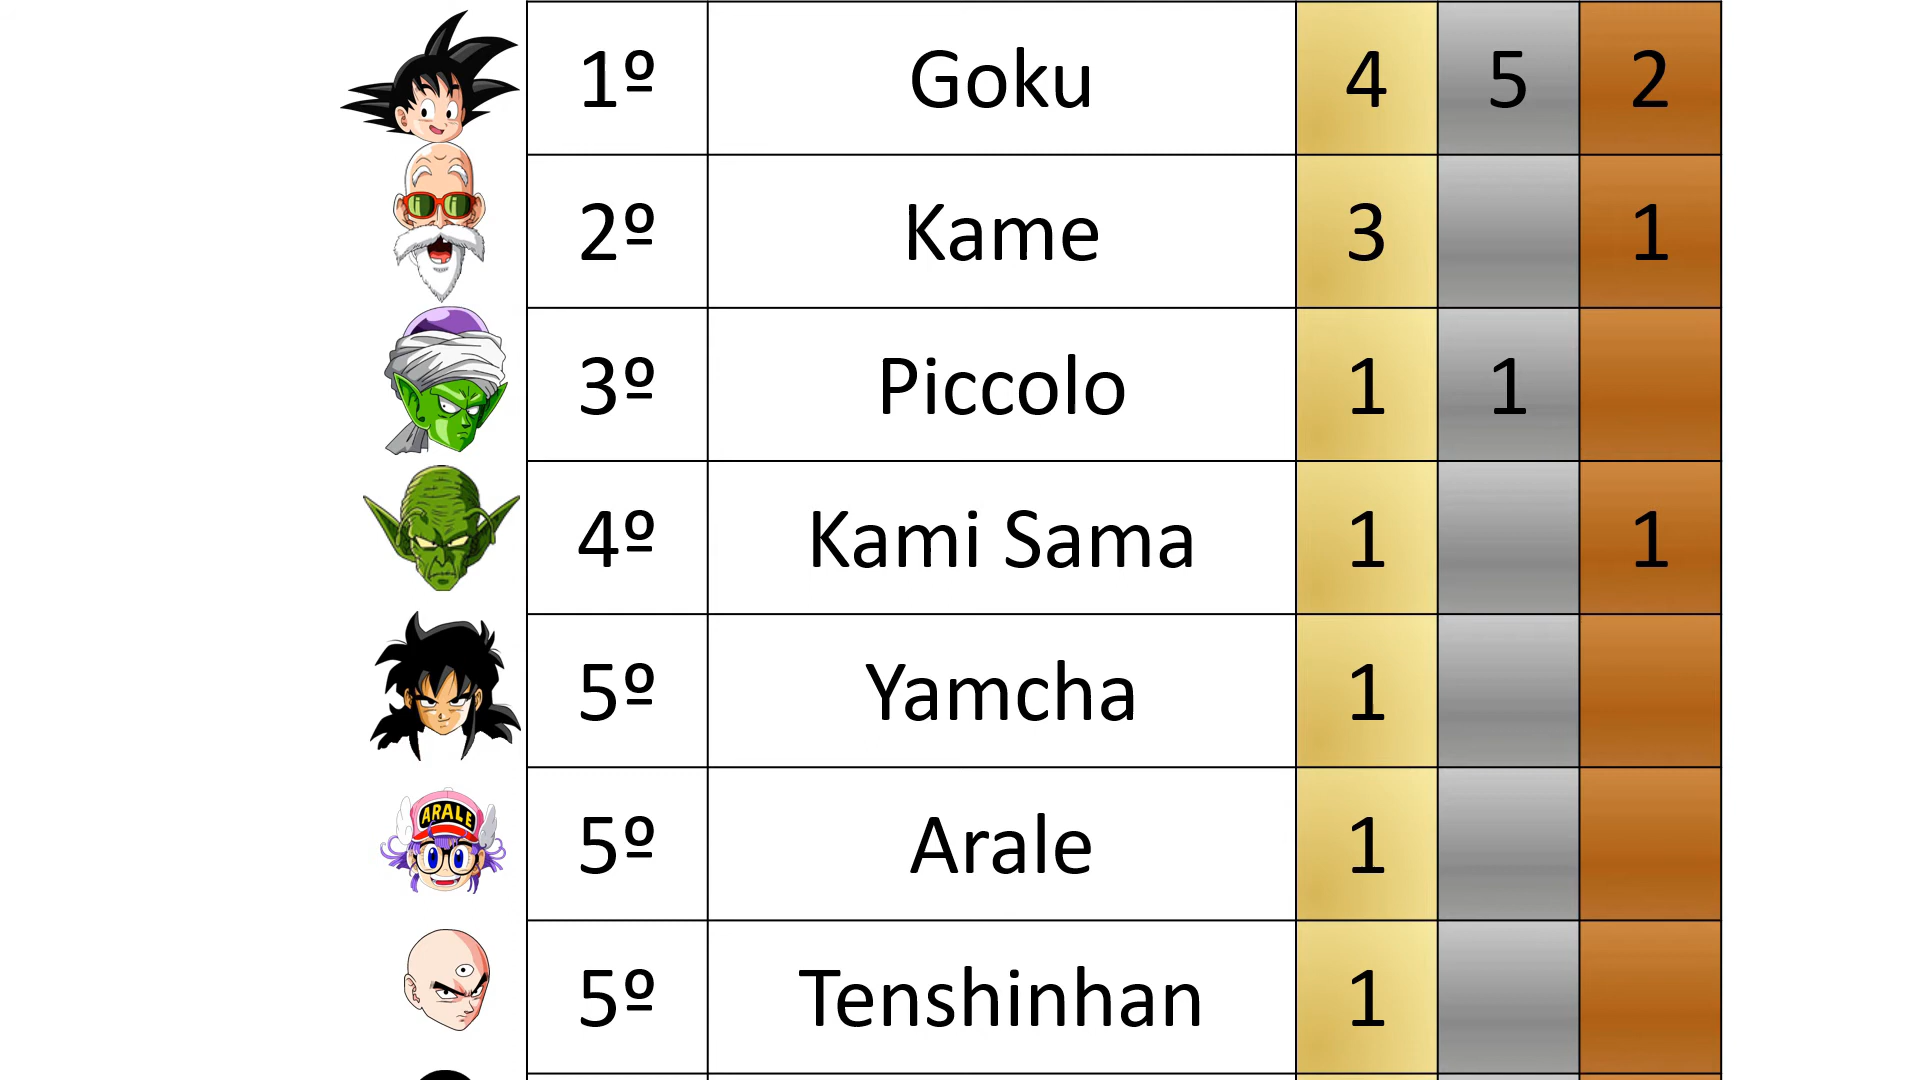 1º Goku 4 5 2
2º Kame 3 1
3º Piccolo 1 1
4º Kami Sama 1 1
5º Yamcha 1
ARALE
5º Arale 1
5º Tenshinhan 1